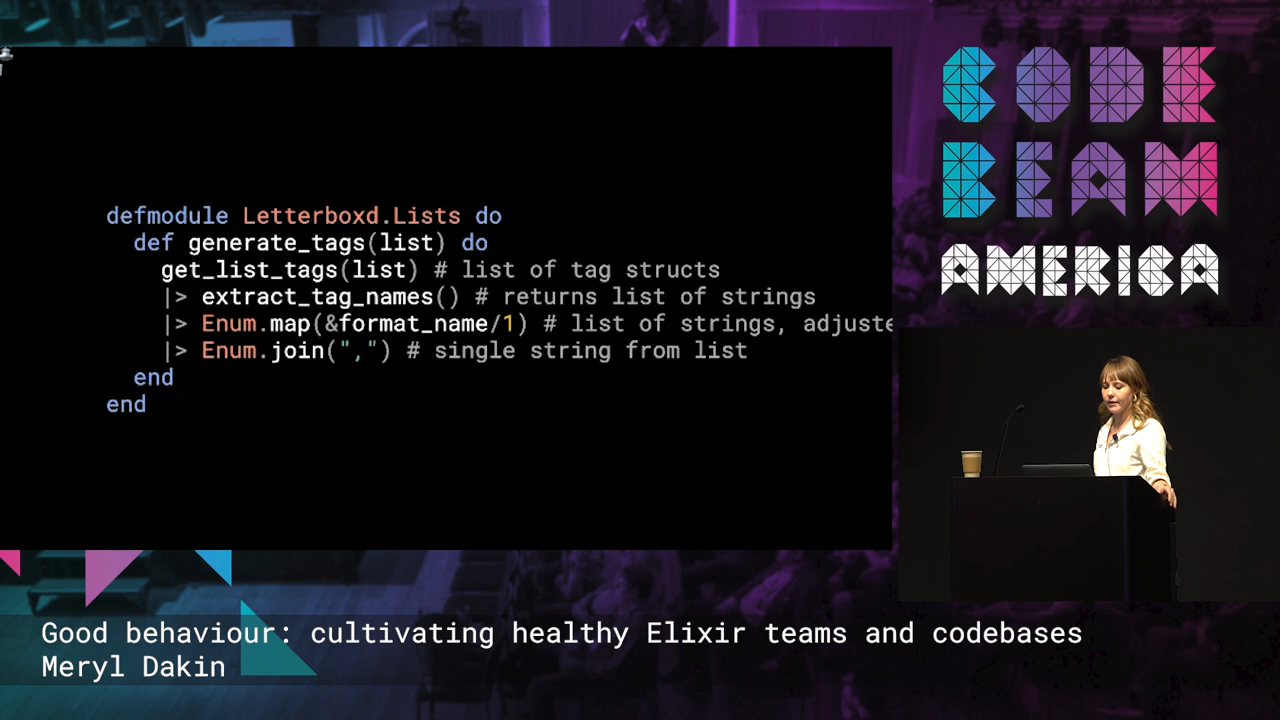 CODE
BEAM
AMERICA
defmodule Letterboxd.Lists do
def generate_tags(list) do
get_list_tags(list) # list of tag structs
|> extract_tag_names() # returns list of strings
|> Enum.map(&format_name/1) # list of strings, adjuste
|> Enum.join(",") # single string from list
end
end
Good behaviour: cultivating healthy Elixir teams and codebases
Meryl Dakin